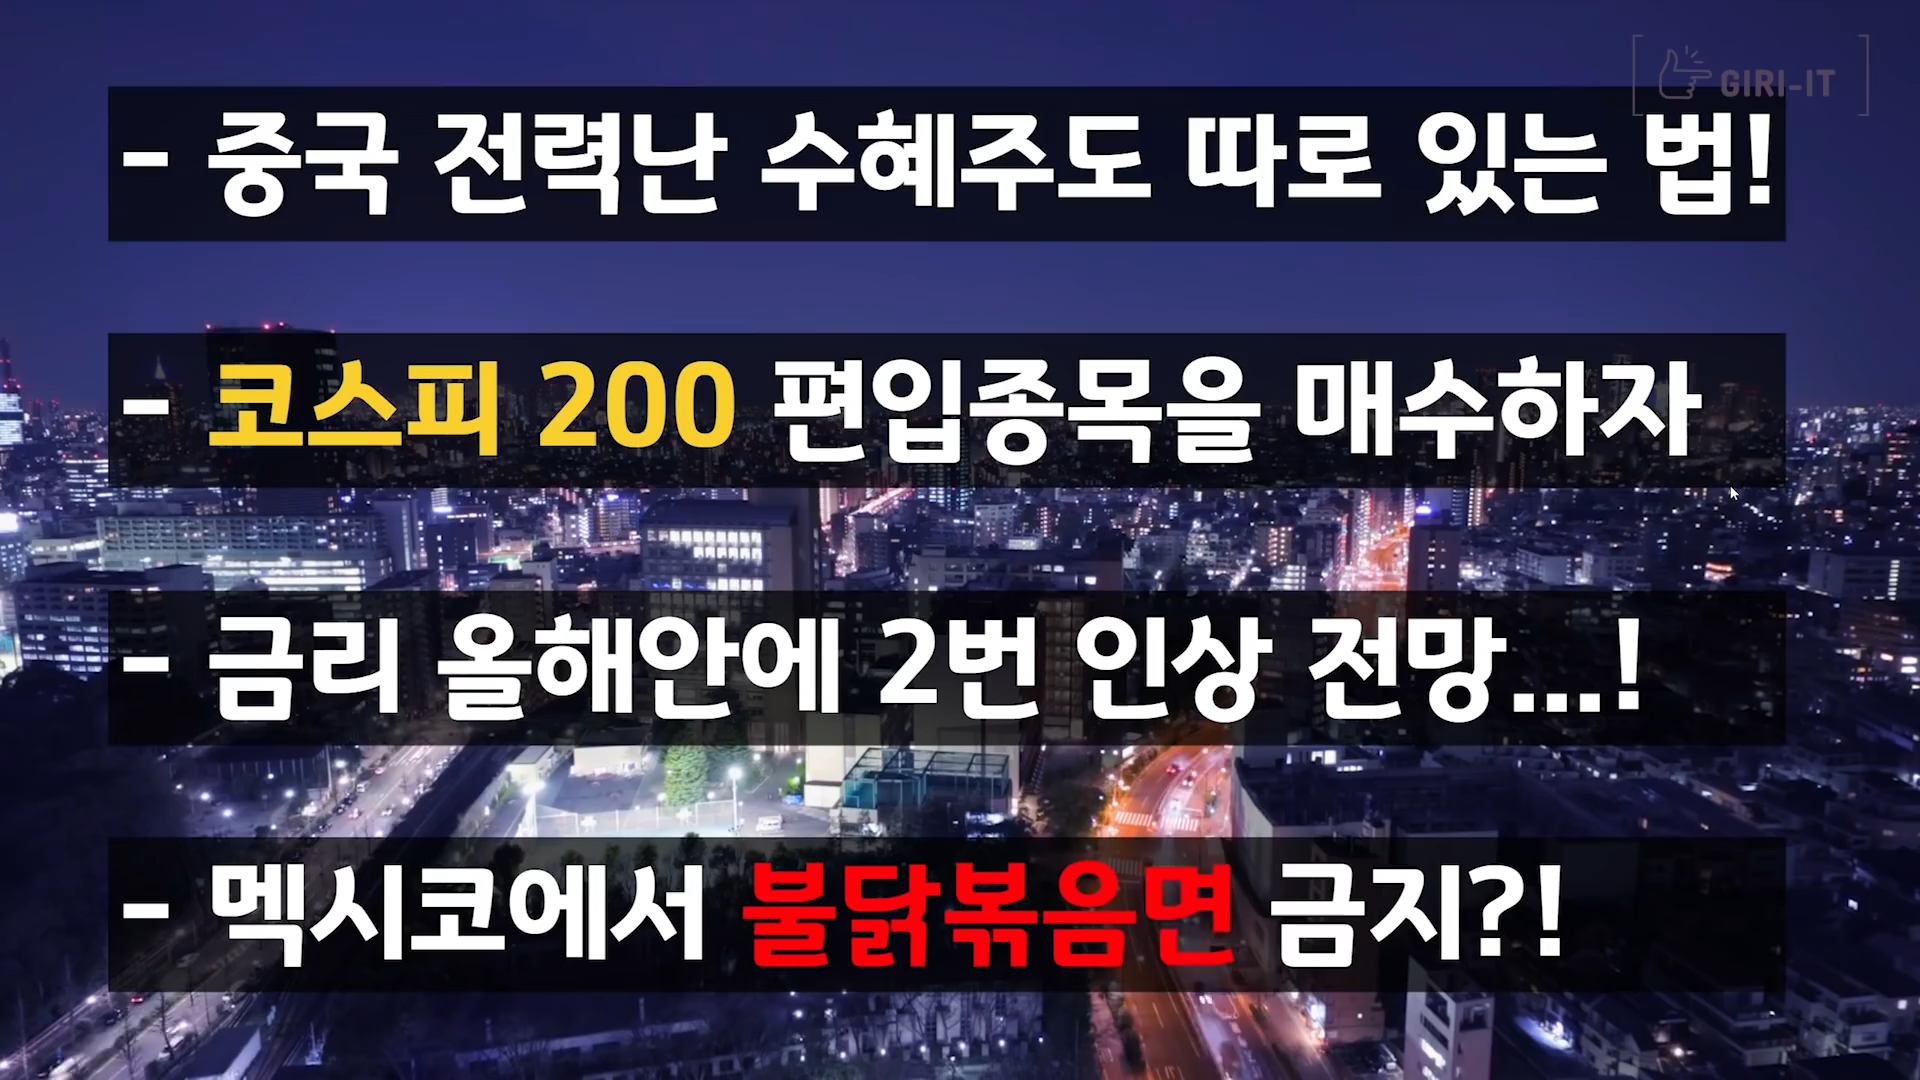 GIRI-IT
- 중국 전력난 수혜주도 따로 있는 법!
- 코스피 200 편입종목을 매수하자
- 금리 올해안에 2번 인상 전망...!
- 멕시코에서 불닭볶음면 금지?!